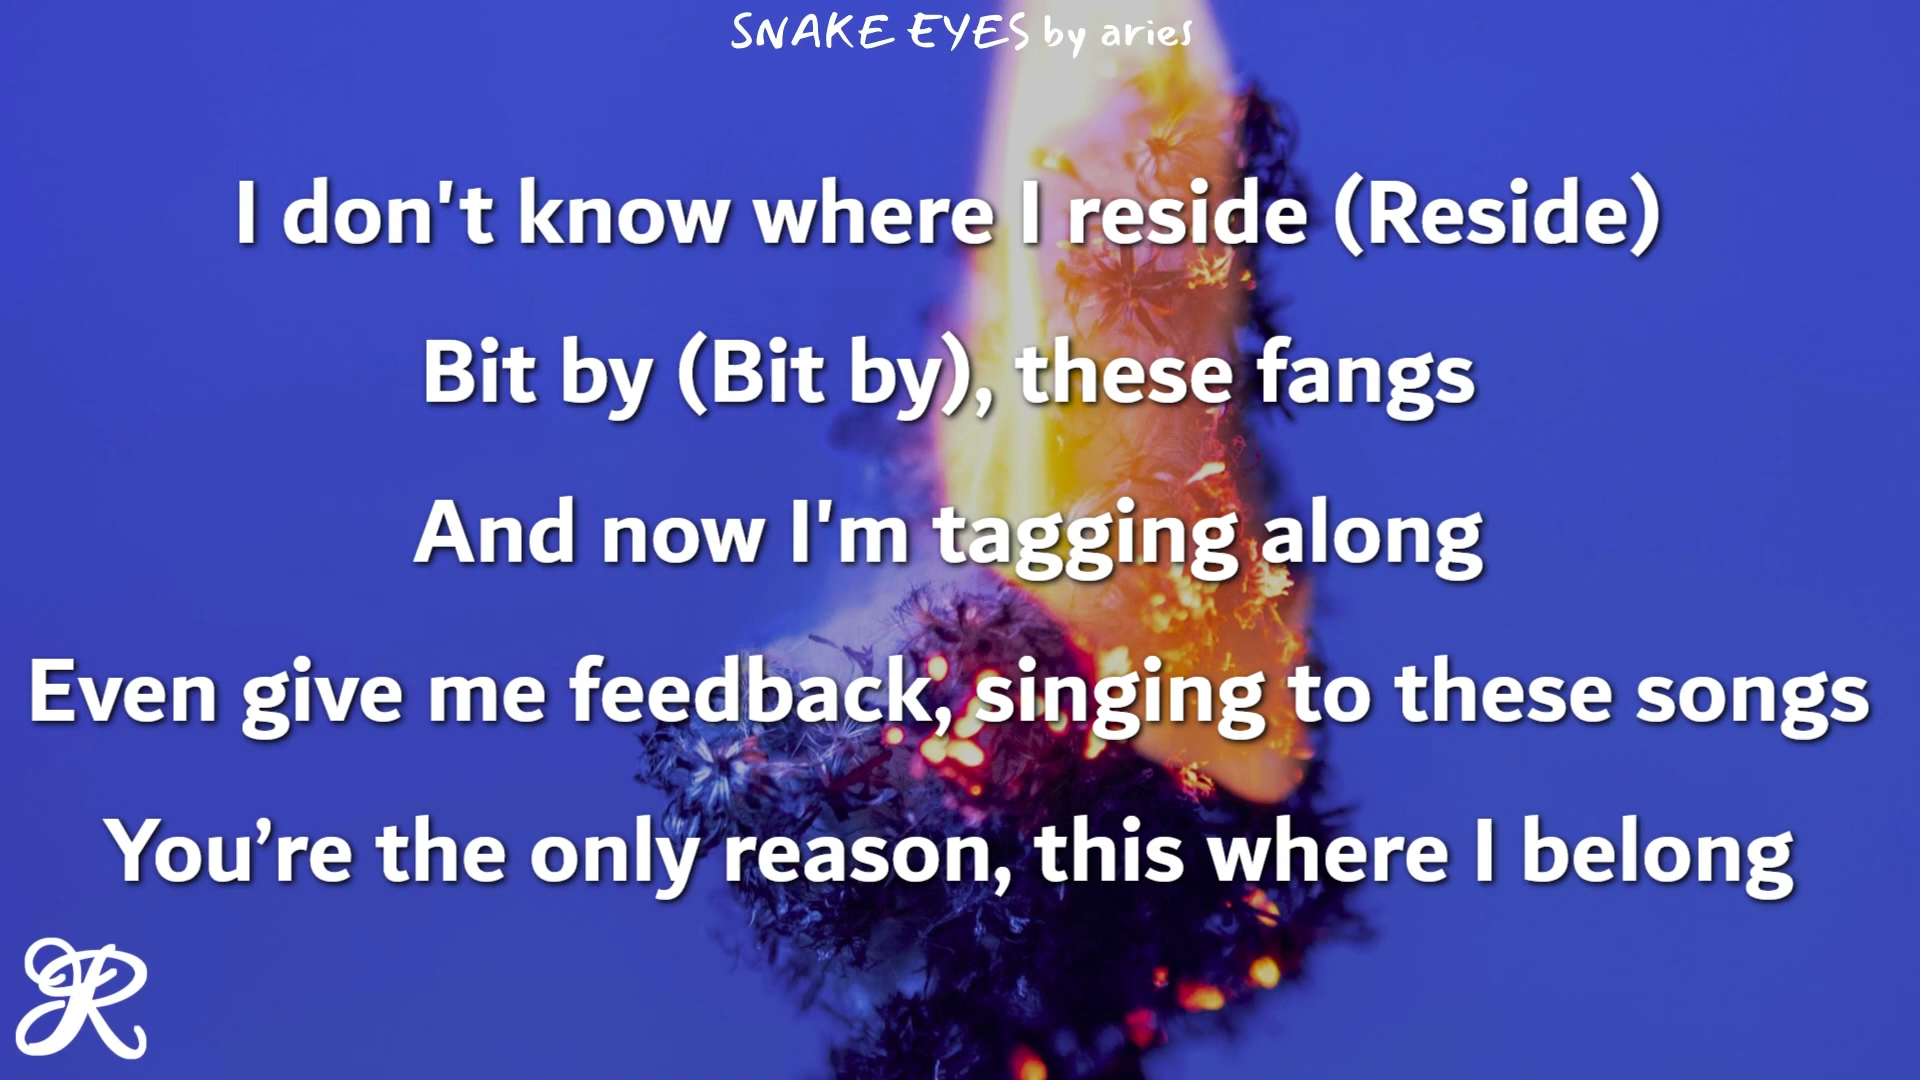 SNAKE EYES by aries
I don't know where I reside (Reside)
Bit by (Bit by), these fangs
And now I'm tagging along
Even give me feedback, singing to these songs
You’re the only reason, this where I belong
R